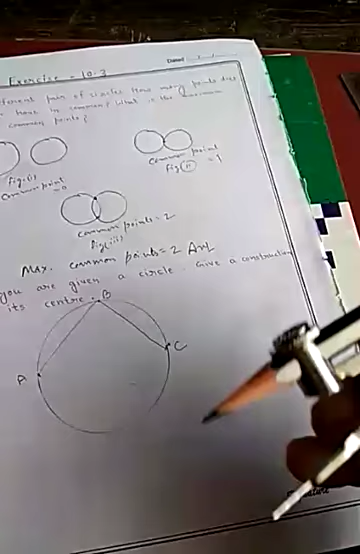 Dated
Exercise - 10.3
different pair of circles. How many points does
have in common? What is the maximum
common points?
fig(i)
common point = 0
common point = 1
fig (ii)
common points = 2
fig(iii)
Max. common points = 2 Ans
you are given a circle. Give a construction
its centre.
B
C
A